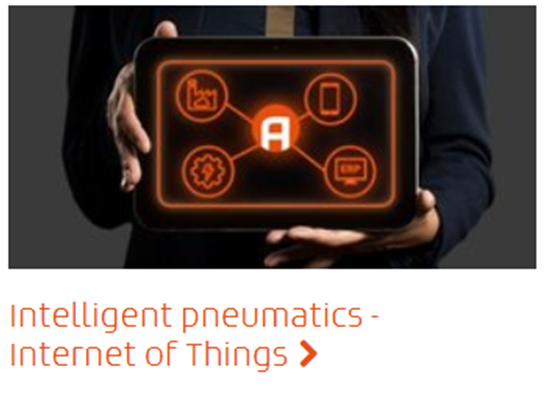 A
ERP
Intelligent pneumatics -
Internet of Things